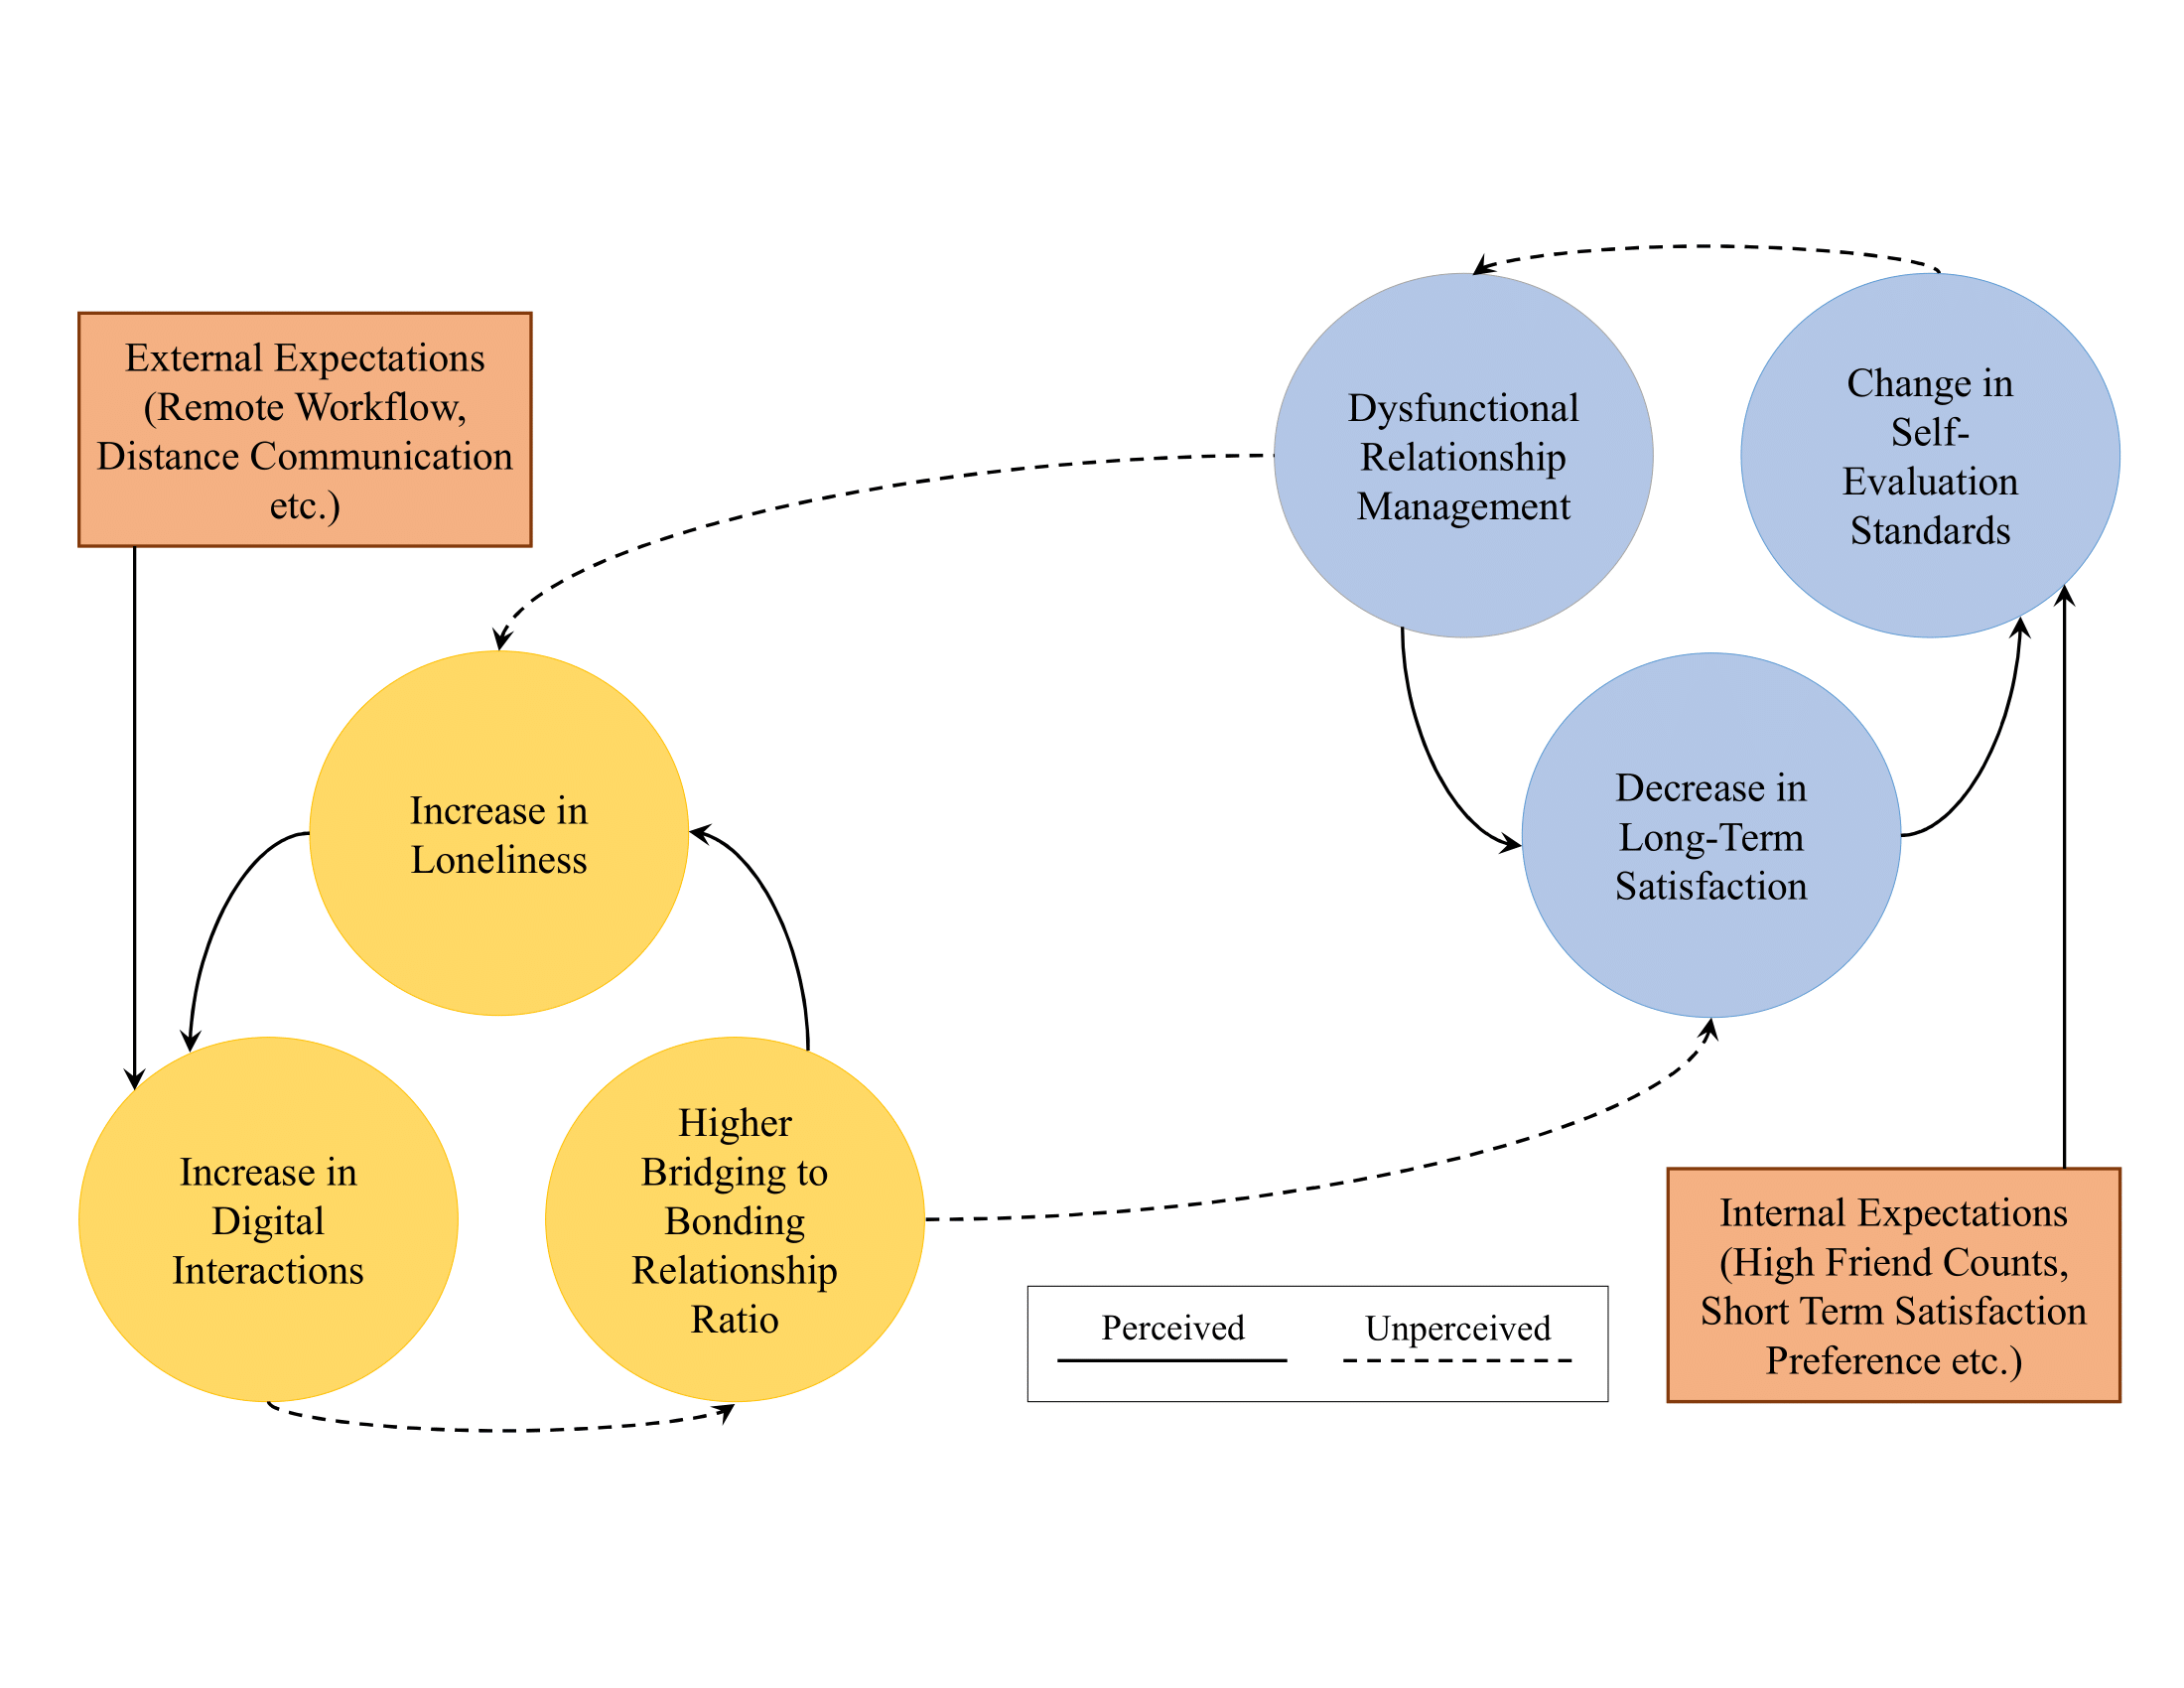 External Expectations
(Remote Workflow,
Distance Communication
etc.)
Dysfunctional
Relationship
Management
Change in
Self-
Evaluation
Standards
Increase in
Loneliness
Decrease in
Long-Term
Satisfaction
Increase in
Digital
Interactions
Higher
Bridging to
Bonding
Relationship
Ratio
Perceived
Unperceived
Internal Expectations
(High Friend Counts,
Short Term Satisfaction
Preference etc.)